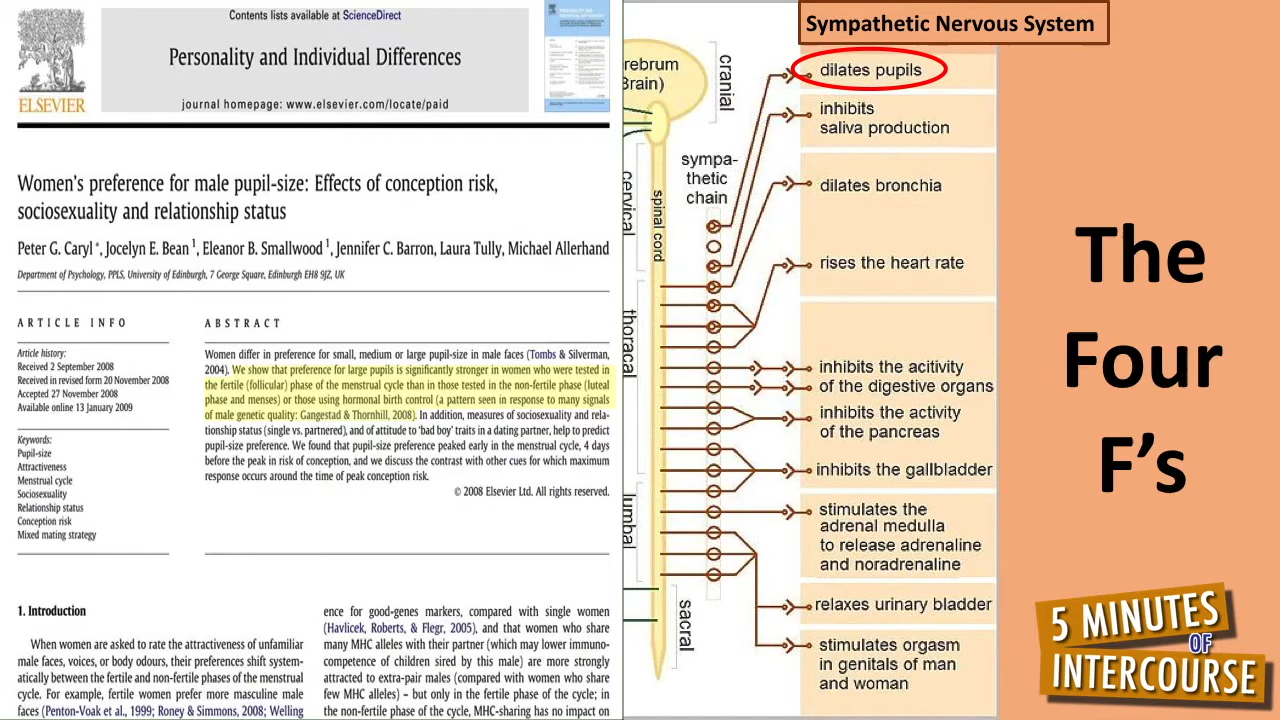 Contents lists available at ScienceDirect
Personality and Individual Differences
journal homepage: www.elsevier.com/locate/paid
ELSEVIER
Women's preference for male pupil-size: Effects of conception risk,
sociosexuality and relationship status
Peter G. Caryl *, Jocelyn E. Bean 1, Eleanor B. Smallwood 1, Jennifer C. Barron, Laura Tully, Michael Allerhand
Department of Psychology, PPLS, University of Edinburgh, 7 George Square, Edinburgh EH8 9JZ, UK
ARTICLE INFO
Article history:
Received 2 September 2008
Received in revised form 20 November 2008
Accepted 27 November 2008
Available online 13 January 2009
Keywords:
Pupil-size
Attractiveness
Menstrual cycle
Sociosexuality
Relationship status
Conception risk
Mixed mating strategy
ABSTRACT
Women differ in preference for small, medium or large pupil-size in male faces (Tombs & Silverman,
2004). We show that preference for large pupils is significantly stronger in women who were tested in
the fertile (follicular) phase of the menstrual cycle than in those tested in the non-fertile phase (luteal
phase and menses) or those using hormonal birth control (a pattern seen in response to many signals
of male genetic quality: Gangestad & Thornhill, 2008). In addition, measures of sociosexuality and rela-
tionship status (single vs. partnered), and of attitude to 'bad boy' traits in a dating partner, help to predict
pupil-size preference. We found that pupil-size preference peaked early in the menstrual cycle, 4 days
before the peak in risk of conception, and we discuss the contrast with other cues for which maximum
response occurs around the time of peak conception risk.
© 2008 Elsevier Ltd. All rights reserved.
1. Introduction
When women are asked to rate the attractiveness of unfamiliar
male faces, voices, or body odours, their preferences shift system-
atically between the fertile and non-fertile phases of the menstrual
cycle. For example, fertile women prefer more masculine male
faces (Penton-Voak et al., 1999; Roney & Simmons, 2008; Welling
ence for good-genes markers, compared with single women
(Havlicek, Roberts, & Flegr, 2005), and that women who share
many MHC alleles with their partner (which may lower immuno-
competence of children sired by this male) are more strongly
attracted to extra-pair males (compared with women who share
few MHC alleles) – but only in the fertile phase of the cycle; in
the non-fertile phase of the cycle, MHC-sharing has no impact on
Sympathetic Nervous System
rebrum
Brain)
cranial
sympa-
thetic
chain
cervical
spinal cord
thoracal
lumbal
sacral
dilates pupils
inhibits
saliva production
dilates bronchia
rises the heart rate
inhibits the acitivity
of the digestive organs
inhibits the activity
of the pancreas
inhibits the gallbladder
stimulates the
adrenal medulla
to release adrenaline
and noradrenaline
relaxes urinary bladder
stimulates orgasm
in genitals of man
and woman
The
Four
F's
5 MINUTES
OF
INTERCOURSE